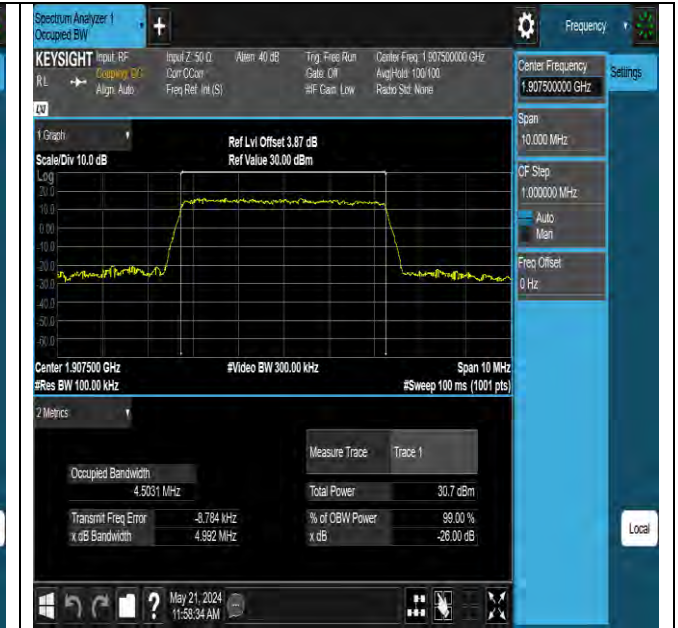 Spectrum Analyzer 1
Occupied BW
+
Frequency
KEYSIGHT
RL
Input: RF
Coupling: DC
Align: Auto
Input Z: 50 Ω
Corr CCorr
Freq Ref: Int (S)
Atten: 40 dB
Trig: Free Run
Gate: Off
#IF Gain: Low
Center Freq: 1.907500000 GHz
Avg|Hold: 100/100
Radio Std: None
LXI
Center Frequency
1.907500000 GHz
Settings
Span
10.000 MHz
CF Step
1.000000 MHz
Auto
Man
Freq Offset
0 Hz
1 Graph
Scale/Div 10.0 dB
Ref Lvl Offset 3.87 dB
Ref Value 30.00 dBm
Log
20.0
10.0
0.00
-10.0
-20.0
-30.0
-40.0
-50.0
-60.0
Center 1.907500 GHz
#Res BW 100.00 kHz
#Video BW 300.00 kHz
Span 10 MHz
#Sweep 100 ms (1001 pts)
2 Metrics
Measure Trace Trace 1
Occupied Bandwidth
4.5031 MHz
Total Power 30.7 dBm
Transmit Freq Error -8.784 kHz
% of OBW Power 99.00 %
x dB Bandwidth 4.992 MHz
x dB -26.00 dB
Local
?
May 21, 2024
11:58:34 AM